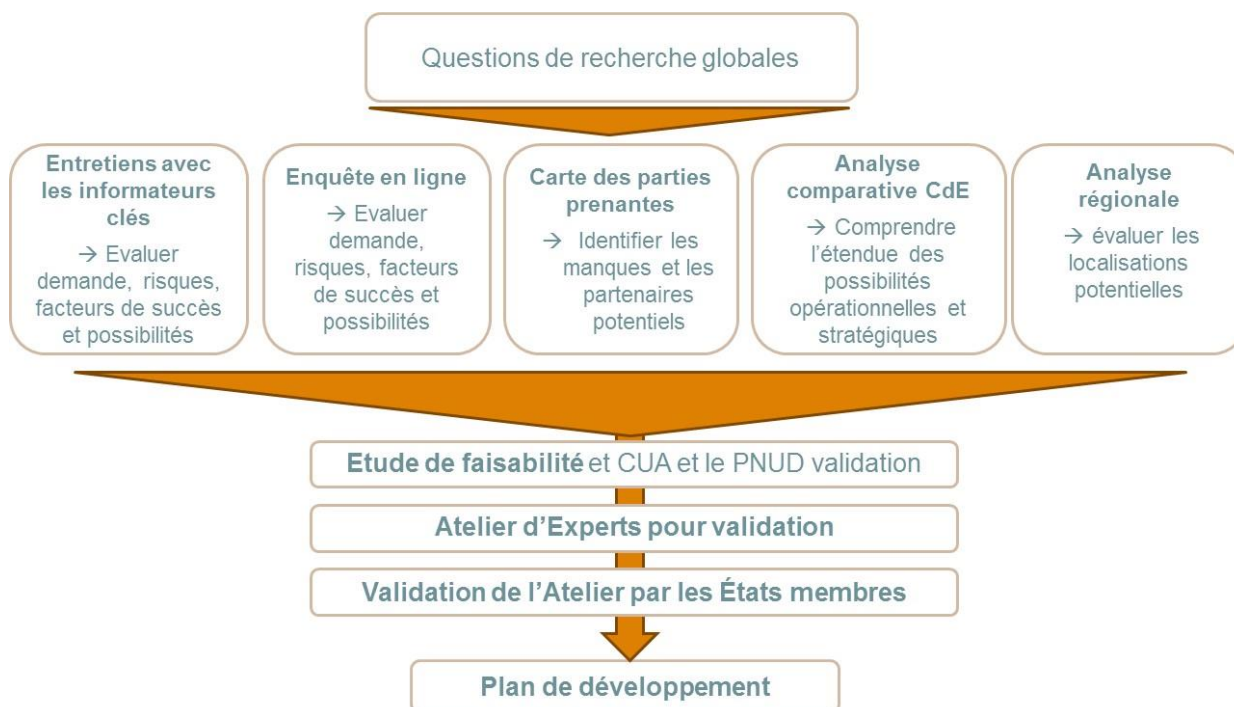 Questions de recherche globales
Entretiens avec
les informateurs
clés
→ Evaluer
demande, risques,
facteurs de succès
et possibilités
Enquête en ligne
→ Evaluer
demande,
risques, facteurs
de succès et
possibilités
Carte des parties
prenantes
→ Identifier les
manques et les
partenaires
potentiels
Analyse
comparative CdE
→ Comprendre
l’étendue des
possibilités
opérationnelles et
stratégiques
Analyse
régionale
→ évaluer les
localisations
potentielles
Etude de faisabilité et CUA et le PNUD validation
Atelier d’Experts pour validation
Validation de l’Atelier par les États membres
Plan de développement